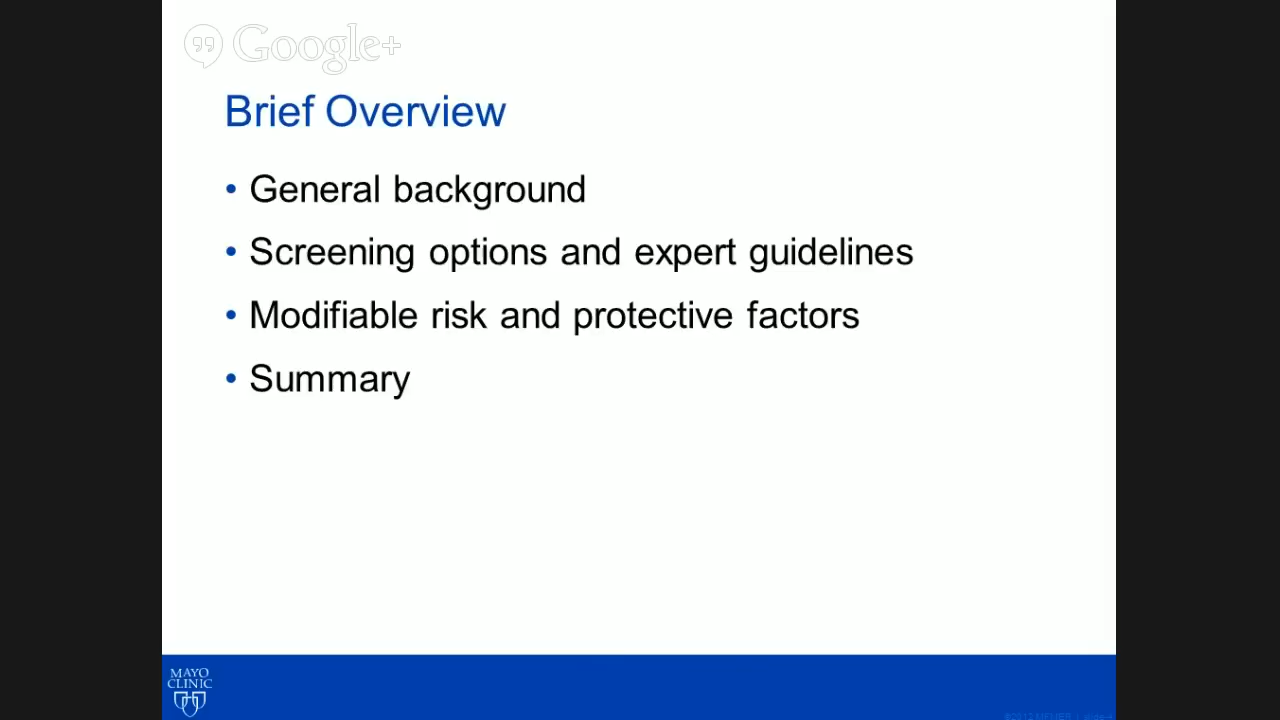 Google+
Brief Overview
• General background
• Screening options and expert guidelines
• Modifiable risk and protective factors
• Summary
MAYO
CLINIC